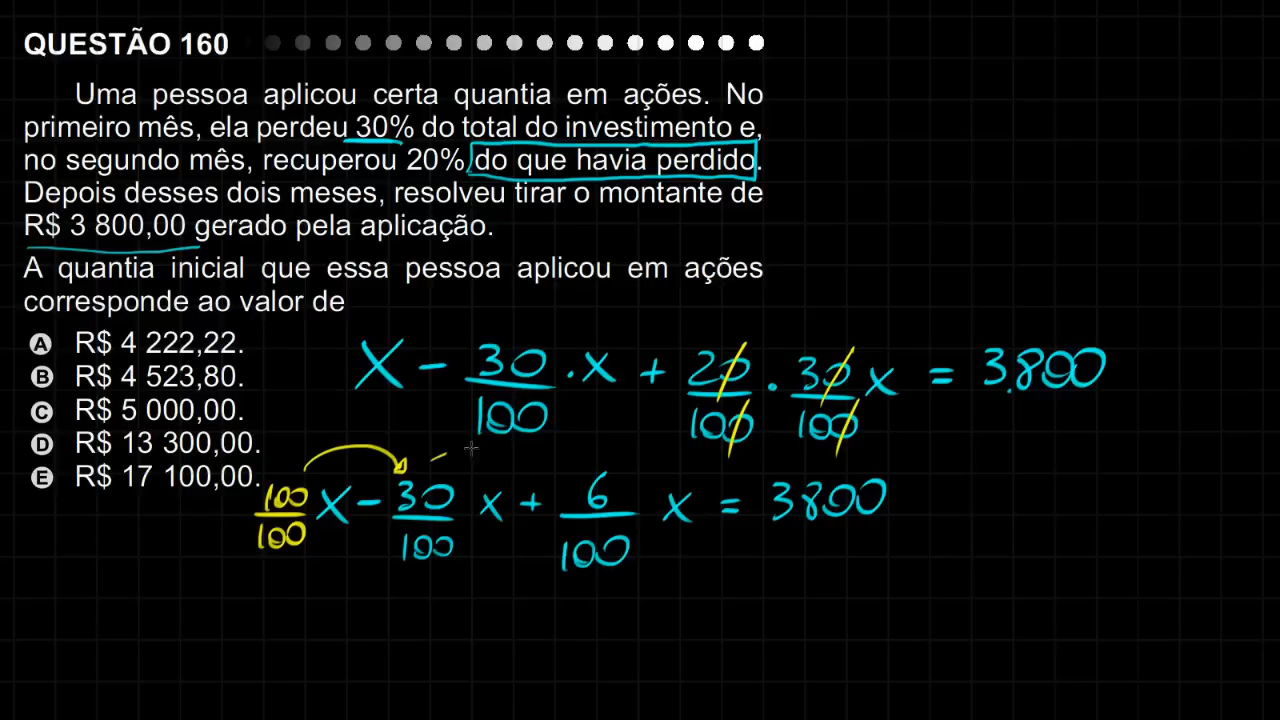 QUESTÃO 160
Uma pessoa aplicou certa quantia em ações. No
primeiro mês, ela perdeu 30% do total do investimento e,
no segundo mês, recuperou 20% do que havia perdido.
Depois desses dois meses, resolveu tirar o montante de
R$ 3 800,00 gerado pela aplicação.
A quantia inicial que essa pessoa aplicou em ações
corresponde ao valor de
A R$ 4 222,22.
B R$ 4 523,80.
C R$ 5 000,00.
D R$ 13 300,00.
E R$ 17 100,00.
X - 30/100 . X + 20/100 . 30/100 X = 3.800
100/100 X - 30/100 X + 6/100 X = 3800